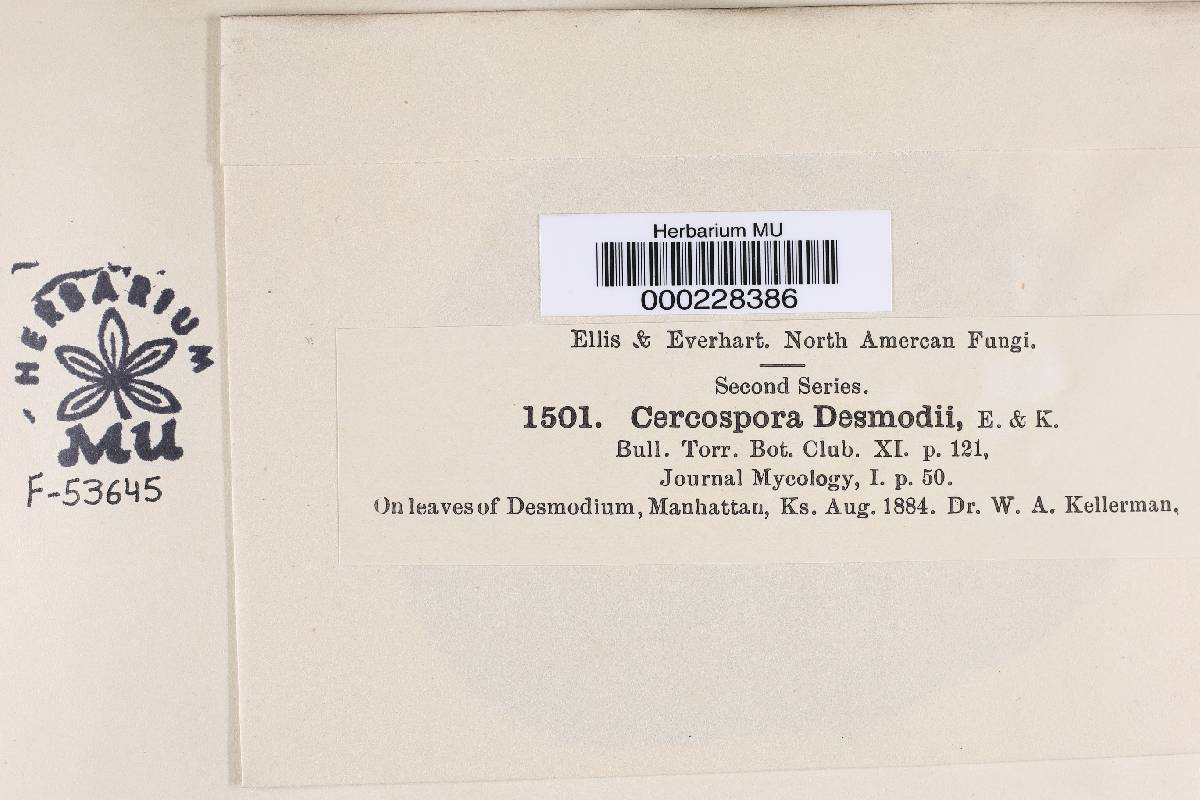 Herbarium MU
000228386
Ellis & Everhart. North Amercan Fungi.
Second Series.
1501. Cercospora Desmodii, E. & K.
Bull. Torr. Bot. Club. XI. p. 121,
Journal Mycology, I. p. 50.
On leaves of Desmodium, Manhattan, Ks. Aug. 1884. Dr. W. A. Kellerman,
HERBARIUM
MU
F-53645